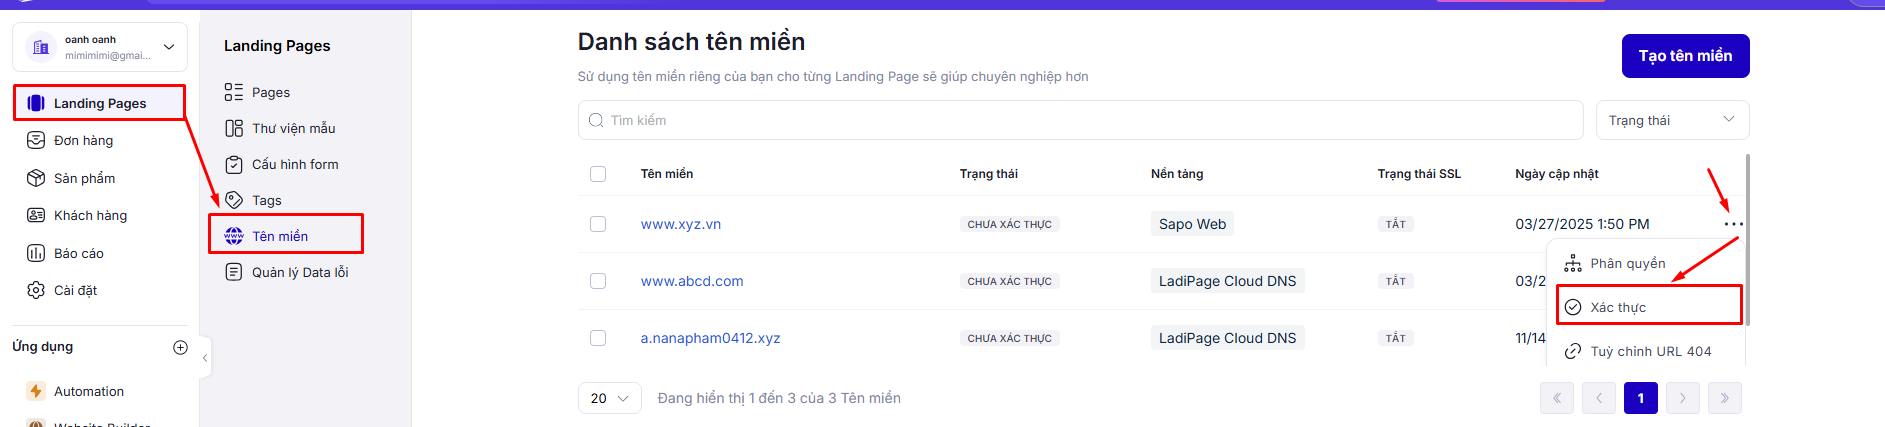 oanh oanh
mimimimi@gmai...
Landing Pages
Đơn hàng
Sản phẩm
Khách hàng
Báo cáo
Cài đặt
Ứng dụng
Automation
Website Builder
Landing Pages
Pages
Thư viện mẫu
Cấu hình form
Tags
Tên miền
Quản lý Data lỗi
Danh sách tên miền
Sử dụng tên miền riêng của bạn cho từng Landing Page sẽ giúp chuyên nghiệp hơn
Tạo tên miền
Tìm kiếm
Trạng thái
Tên miền Trạng thái Nền tảng Trạng thái SSL Ngày cập nhật
www.xyz.vn CHƯA XÁC THỰC Sapo Web TẮT 03/27/2025 1:50 PM
www.abcd.com CHƯA XÁC THỰC LadiPage Cloud DNS TẮT 03/2
a.nanapham0412.xyz CHƯA XÁC THỰC LadiPage Cloud DNS TẮT 11/14
Phân quyền
Xác thực
Tuỳ chỉnh URL 404
20 Đang hiển thị 1 đến 3 của 3 Tên miền
1